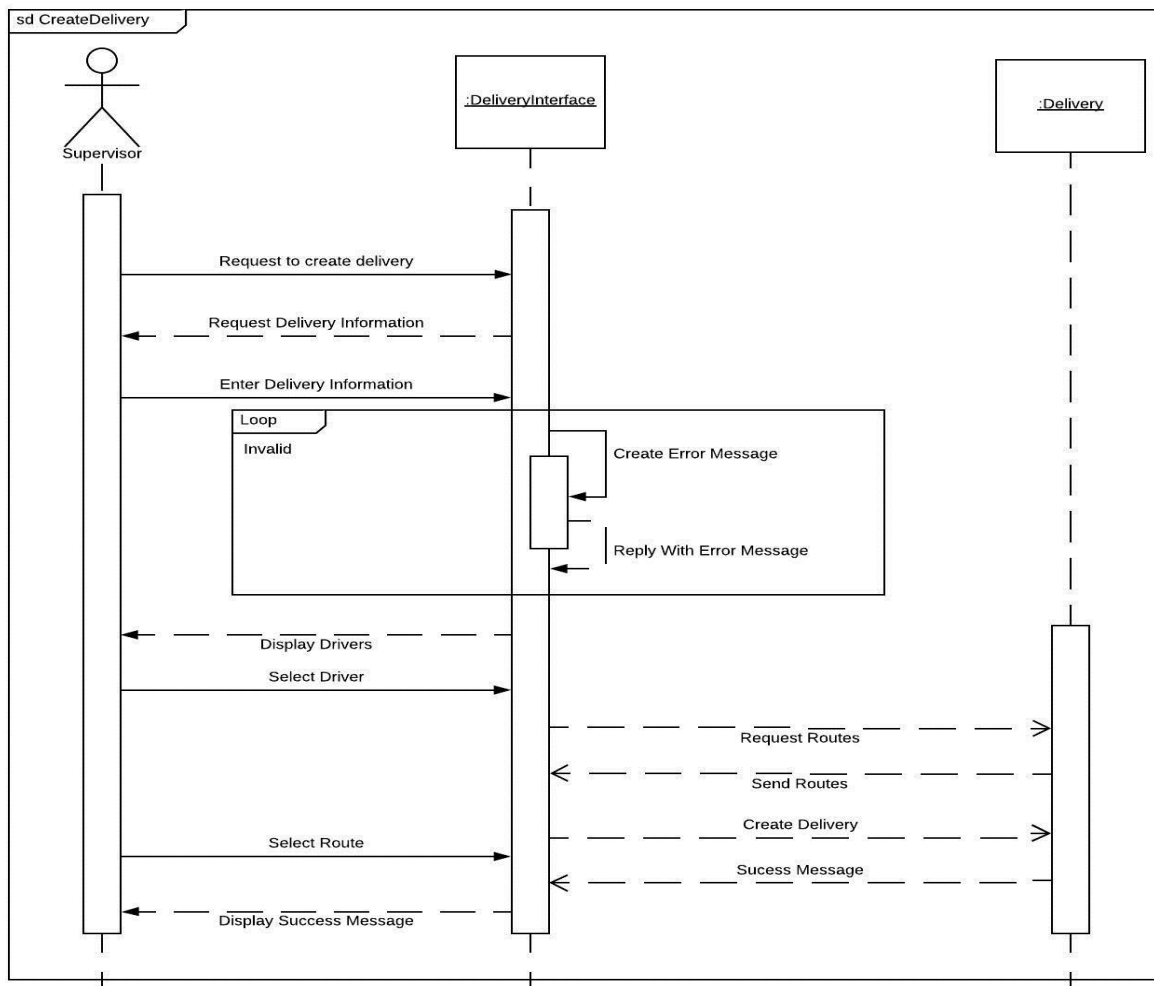 sd CreateDelivery
Supervisor
:DeliveryInterface
:Delivery
Request to create delivery
Request Delivery Information
Enter Delivery Information
Loop
Invalid
Create Error Message
Reply With Error Message
Display Drivers
Select Driver
Request Routes
Send Routes
Create Delivery
Select Route
Sucess Message
Display Success Message